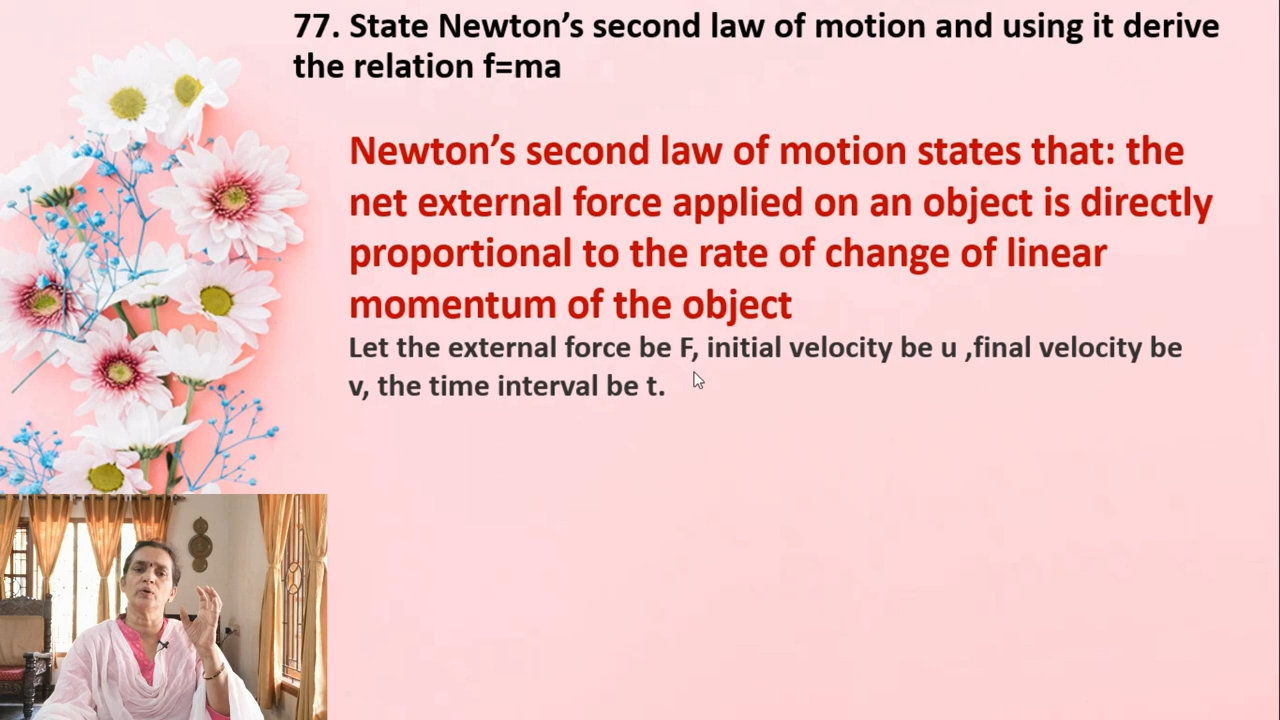 77. State Newton’s second law of motion and using it derive
the relation f=ma
Newton’s second law of motion states that: the
net external force applied on an object is directly
proportional to the rate of change of linear
momentum of the object
Let the external force be F, initial velocity be u ,final velocity be
v, the time interval be t.